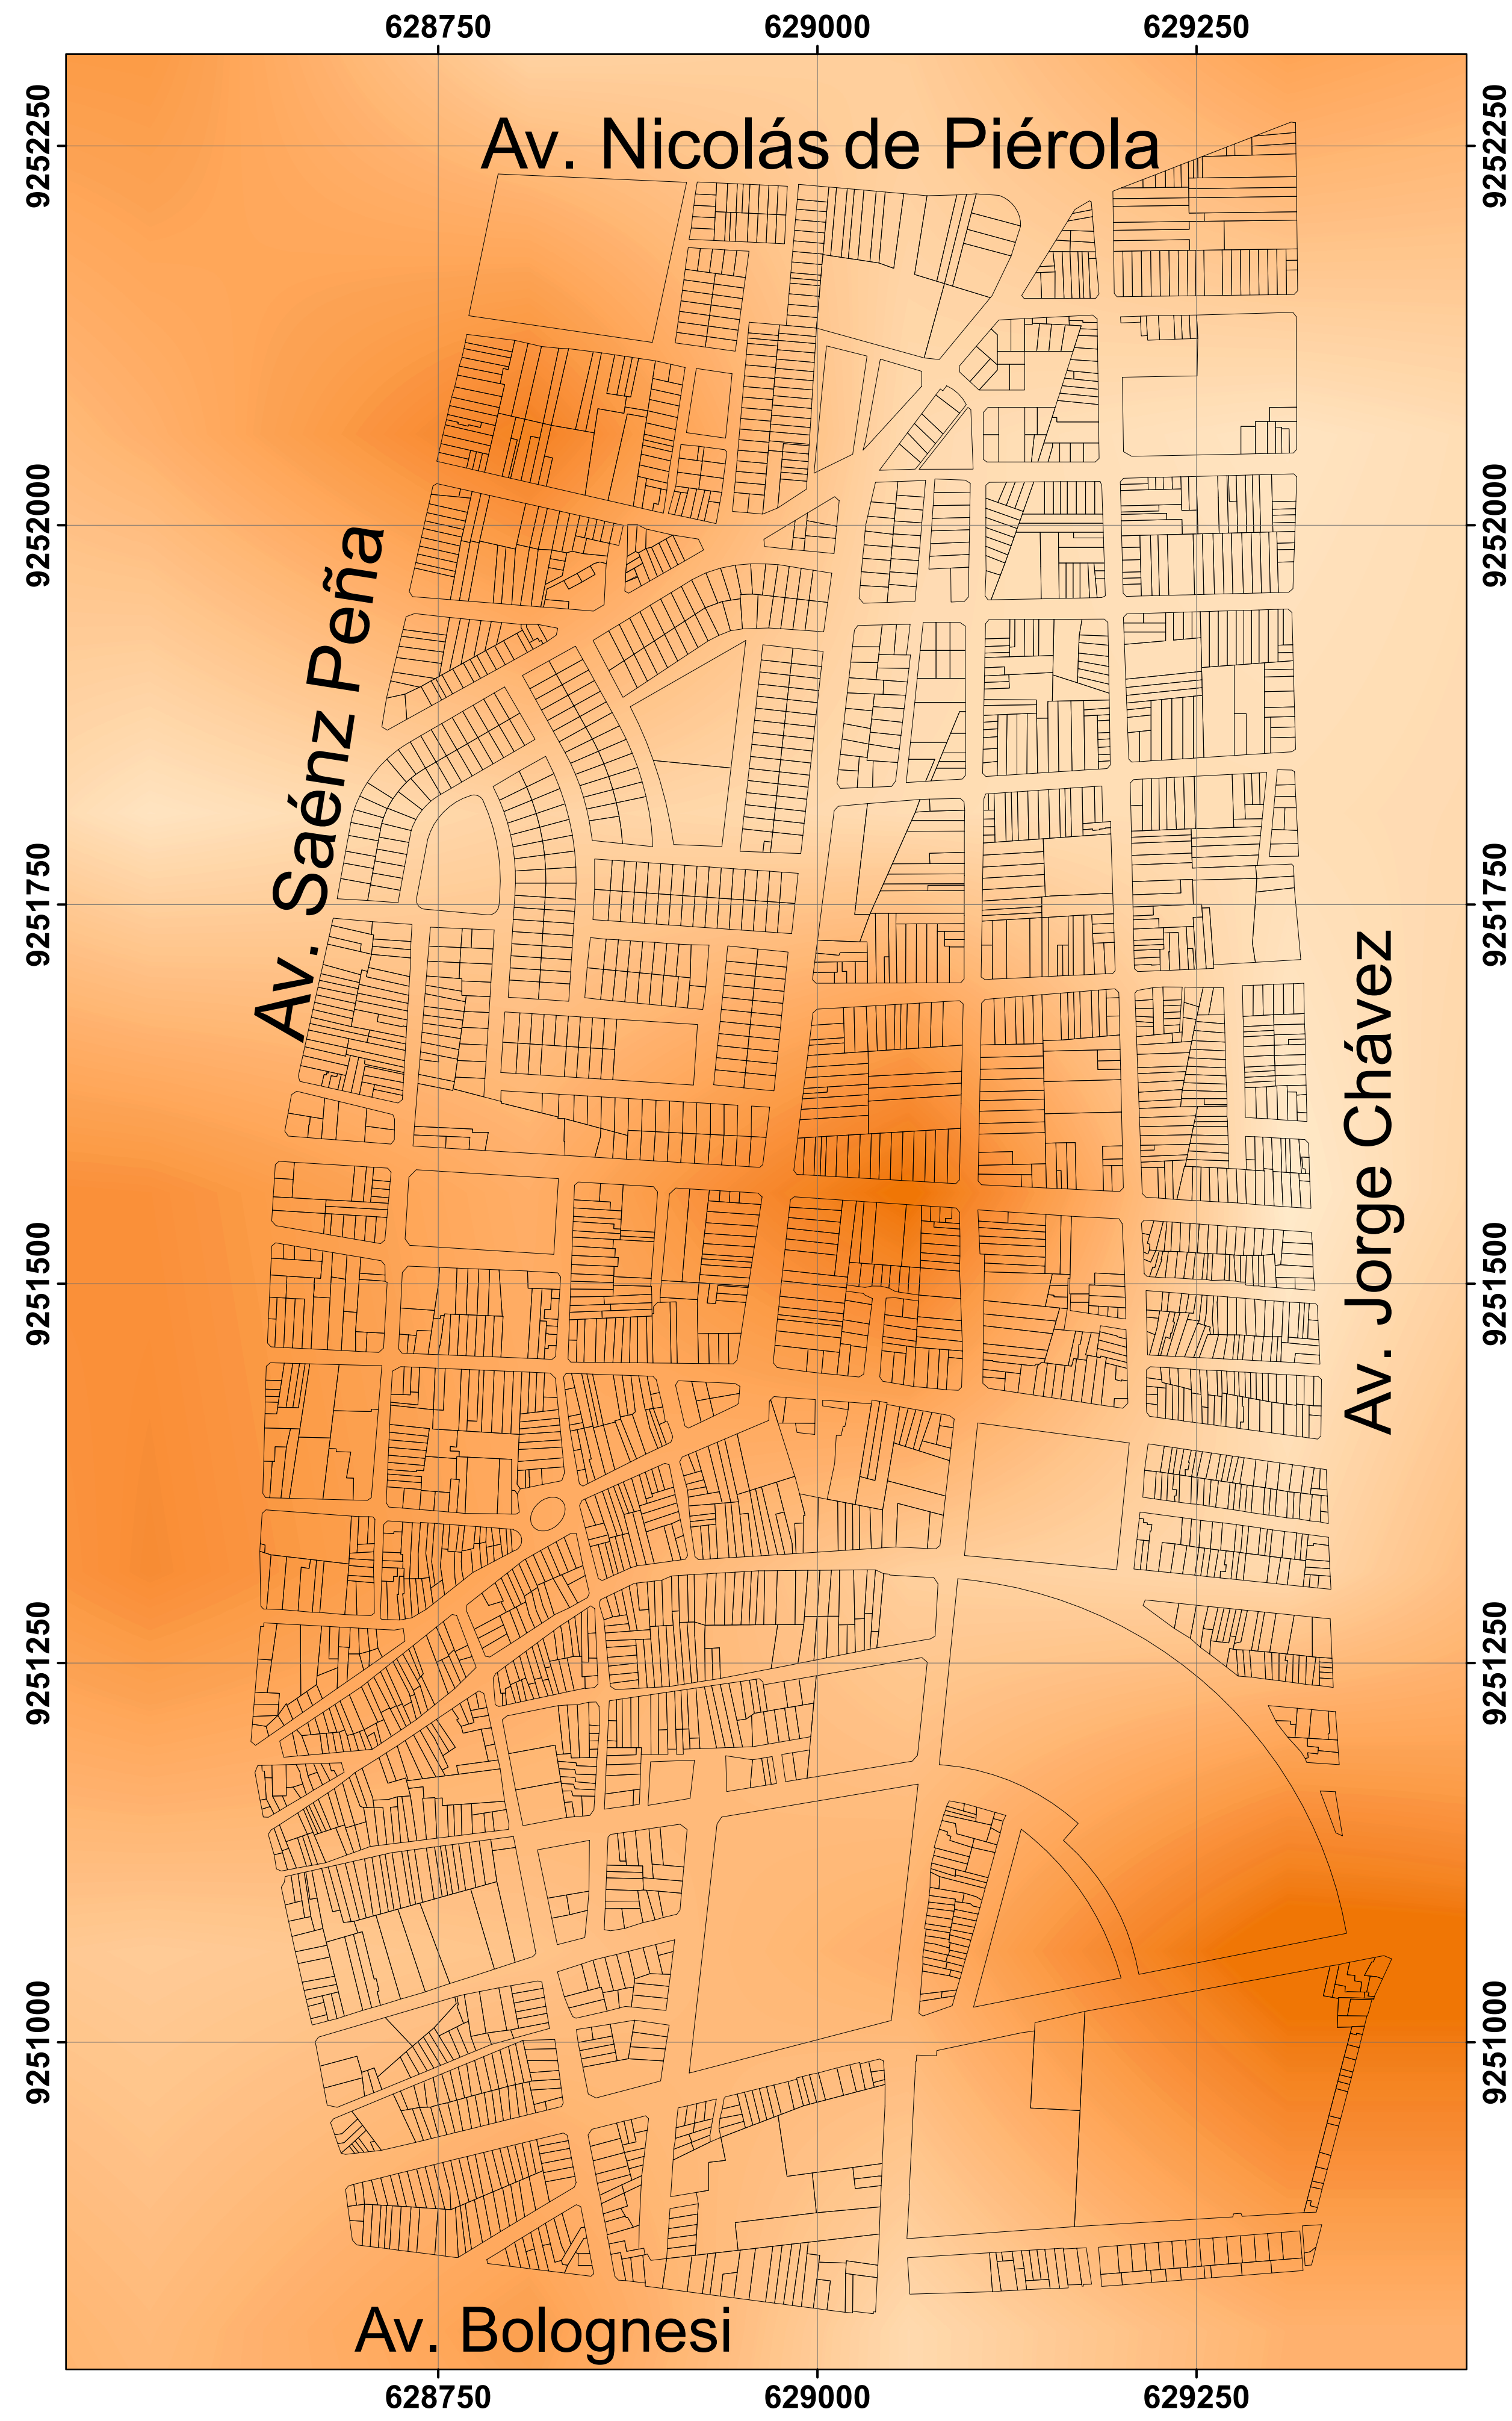 628750 629000 629250
9252250 9252250
Av. Nicolás de Piérola
9252000 9252000
Av. Saénz Peña
9251750 9251750
Av. Jorge Chávez
9251500 9251500
9251250 9251250
9251000 9251000
Av. Bolognesi
628750 629000 629250